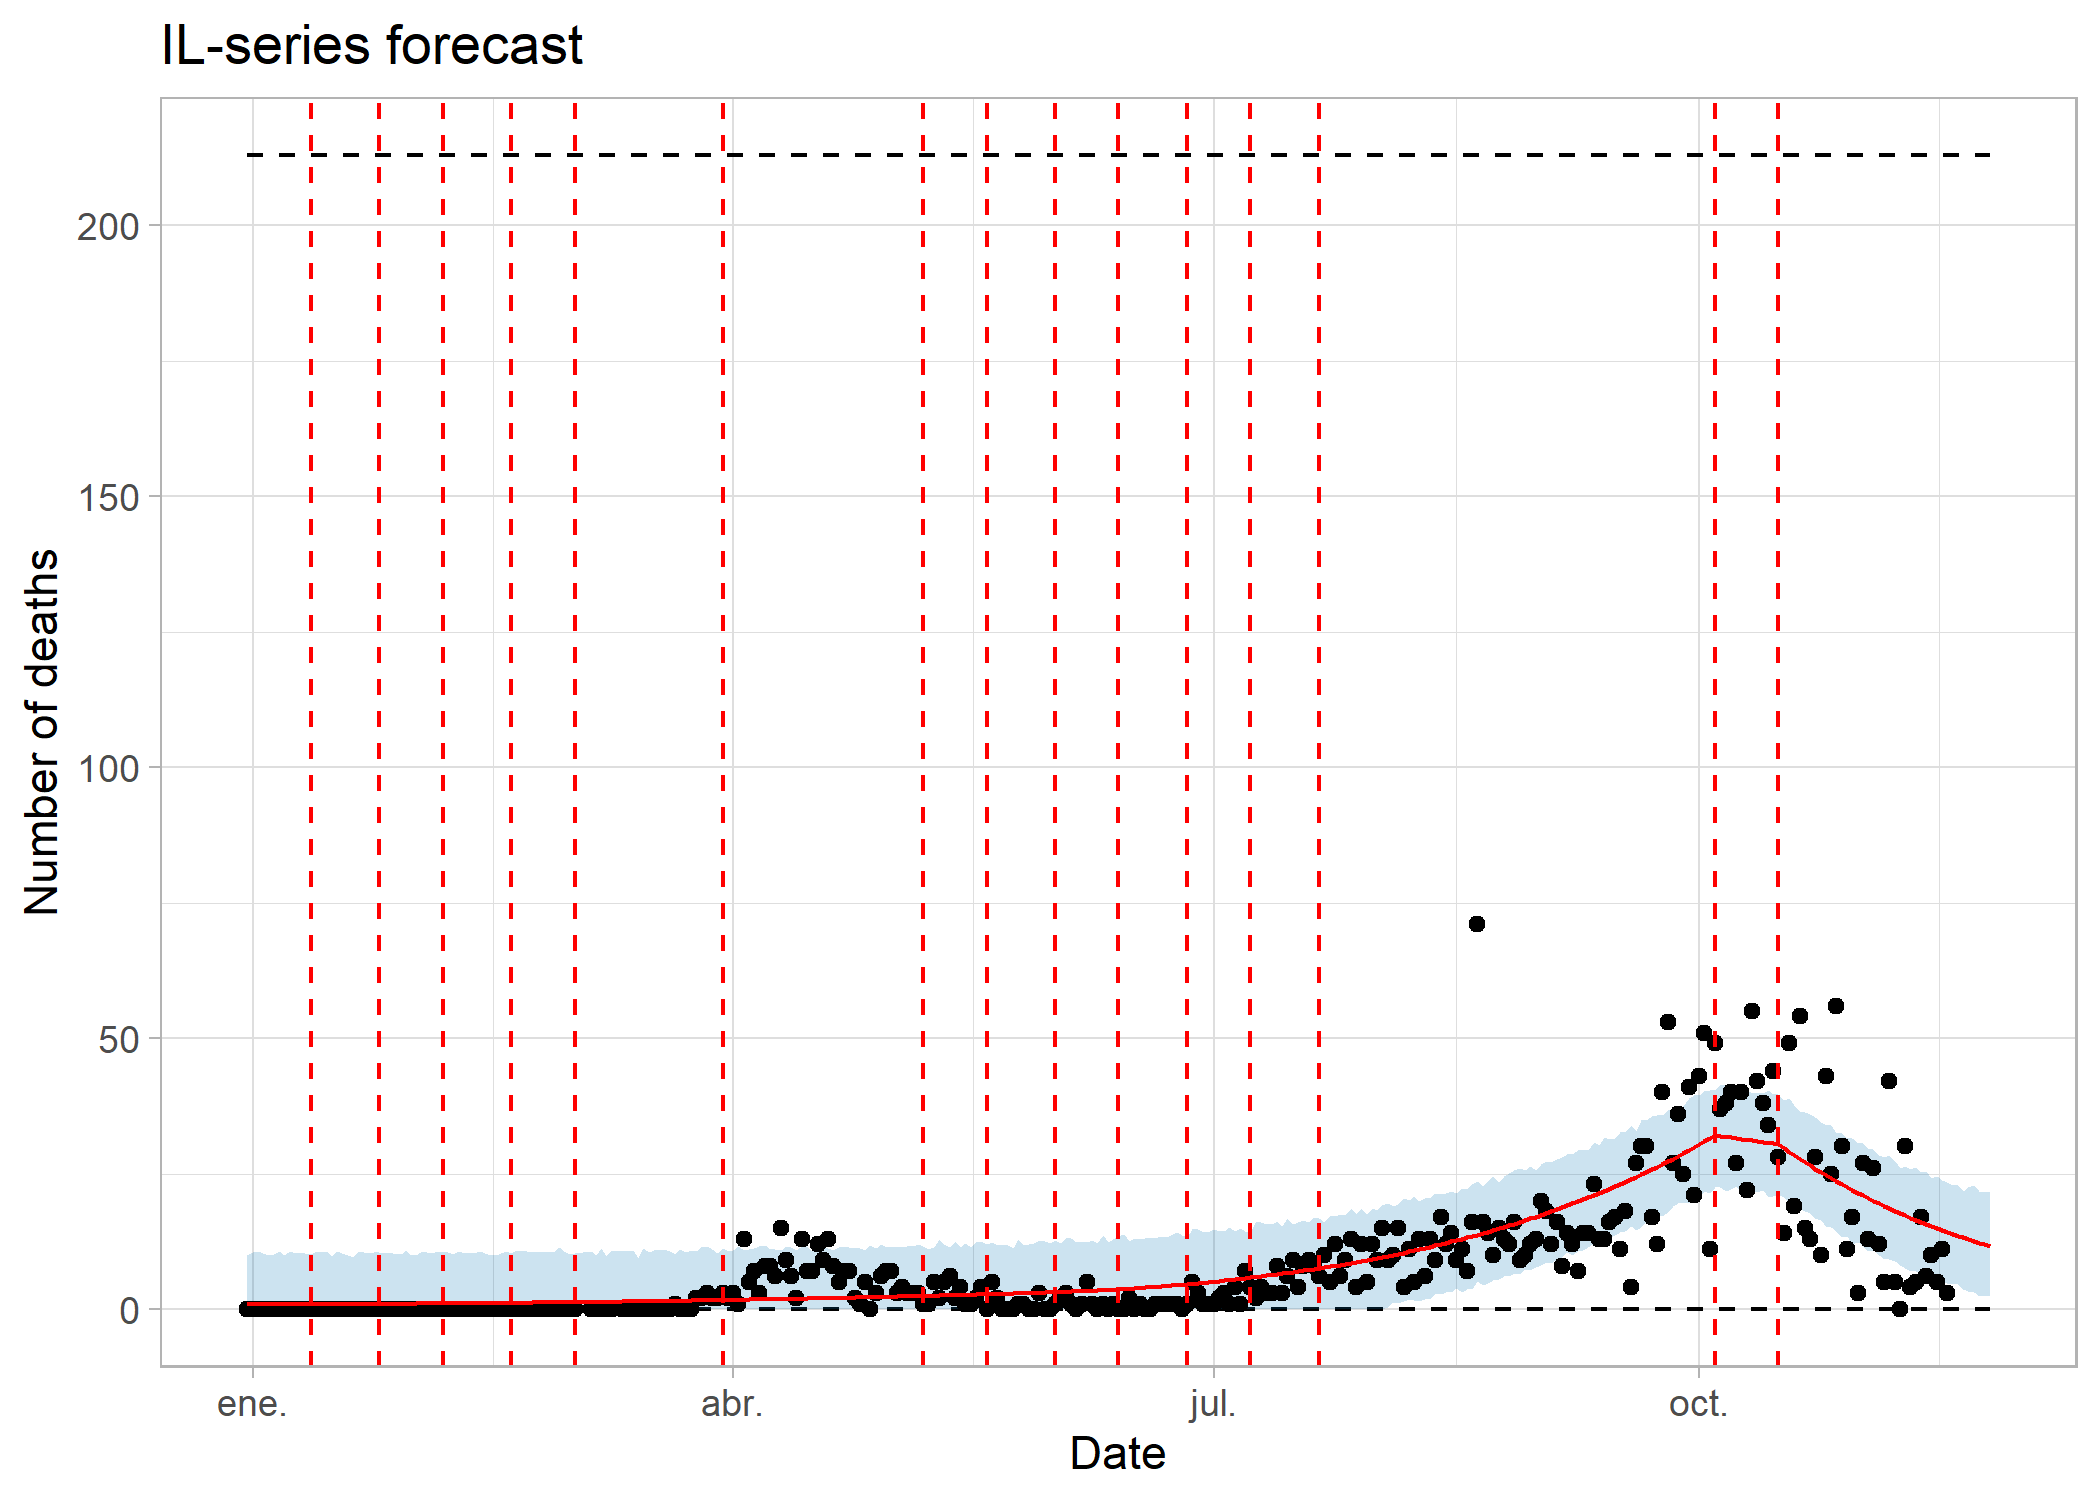 IL-series forecast
200
150
100
50
0
Number of deaths
ene.
abr.
jul.
oct.
Date